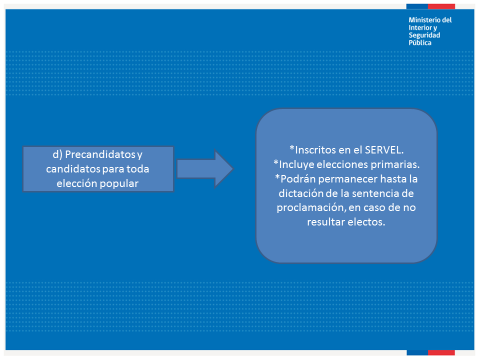 Ministerio del
Interior y
Seguridad
Pública
d) Precandidatos y
candidatos para toda
elección popular
*Inscritos en el SERVEL.
*Incluye elecciones primarias.
*Podrán permanecer hasta la
dictación de la sentencia de
proclamación, en caso de no
resultar electos.